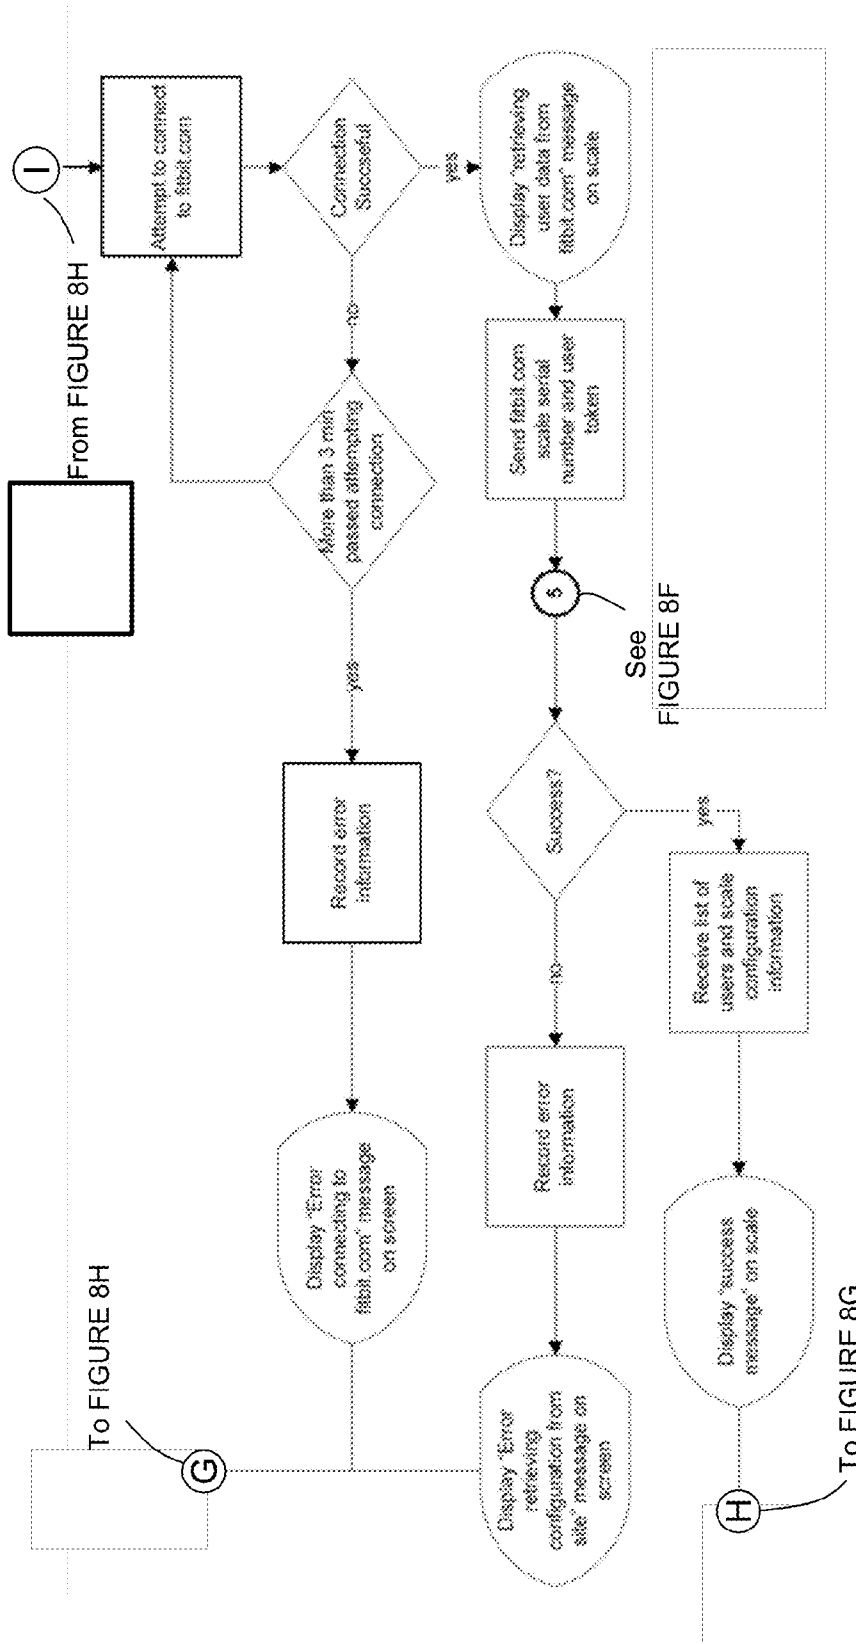 I
From FIGURE 8H
Attempt to connect
to fitbit.com
Connection
Succesful
no
yes
More than 3 min
passed attempting
connection
yes
Record error
information
Display "Error
connecting to
fitbit.com" message
on screen
To FIGURE 8H
G
Display "retrieving
user data from
fitbit.com" message
on scale
Send fitbit.com
scale serial
number and user
taken
5
See
FIGURE 8F
Success?
no
yes
Record error
information
Display "Error
retrieving
configuration from
site" message on
screen
Receive list of
users and scale
configuration
information
Display "success
message" on scale
H
To FIGURE 8G